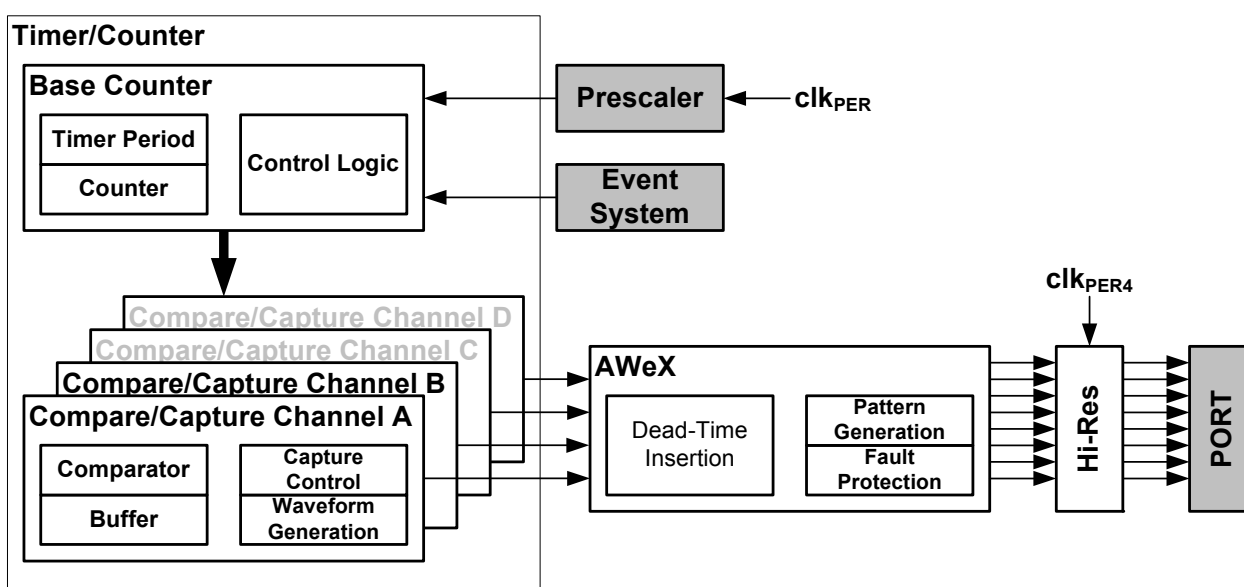 Timer/Counter
Base Counter
Timer Period
Counter
Control Logic
Prescaler
clkPER
Event
System
Compare/Capture Channel D
Compare/Capture Channel C
Compare/Capture Channel B
Compare/Capture Channel A
Comparator
Buffer
Capture
Control
Waveform
Generation
AWeX
Dead-Time
Insertion
Pattern
Generation
Fault
Protection
clkPER4
Hi-Res
PORT